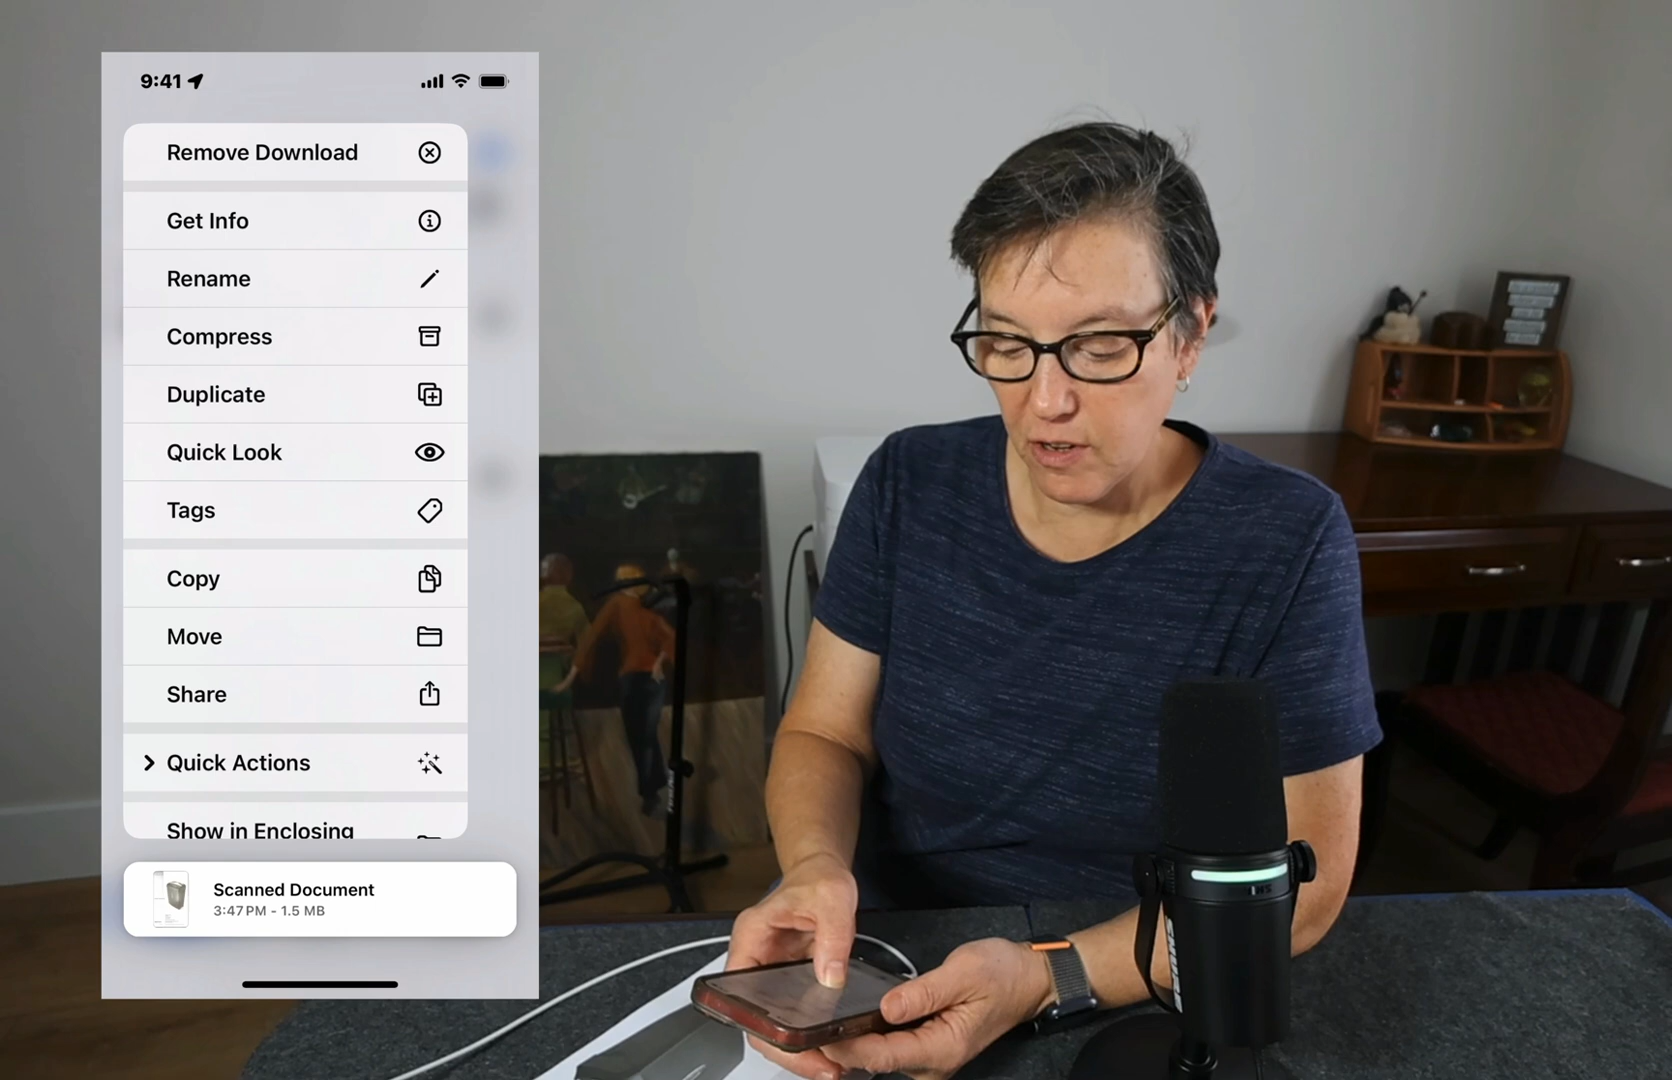 9:41
Remove Download
Get Info
Rename
Compress
Duplicate
Quick Look
Tags
Copy
Move
Share
Quick Actions
Show in Enclosing
Scanned Document
3:47 PM - 1.5 MB
SHURE